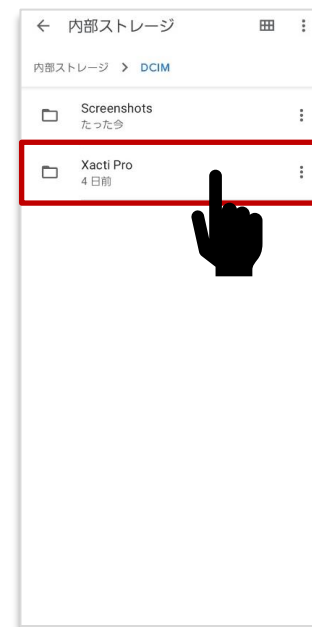 内部ストレージ
内部ストレージ > DCIM
Screenshots
たった今
Xacti Pro
4 日前